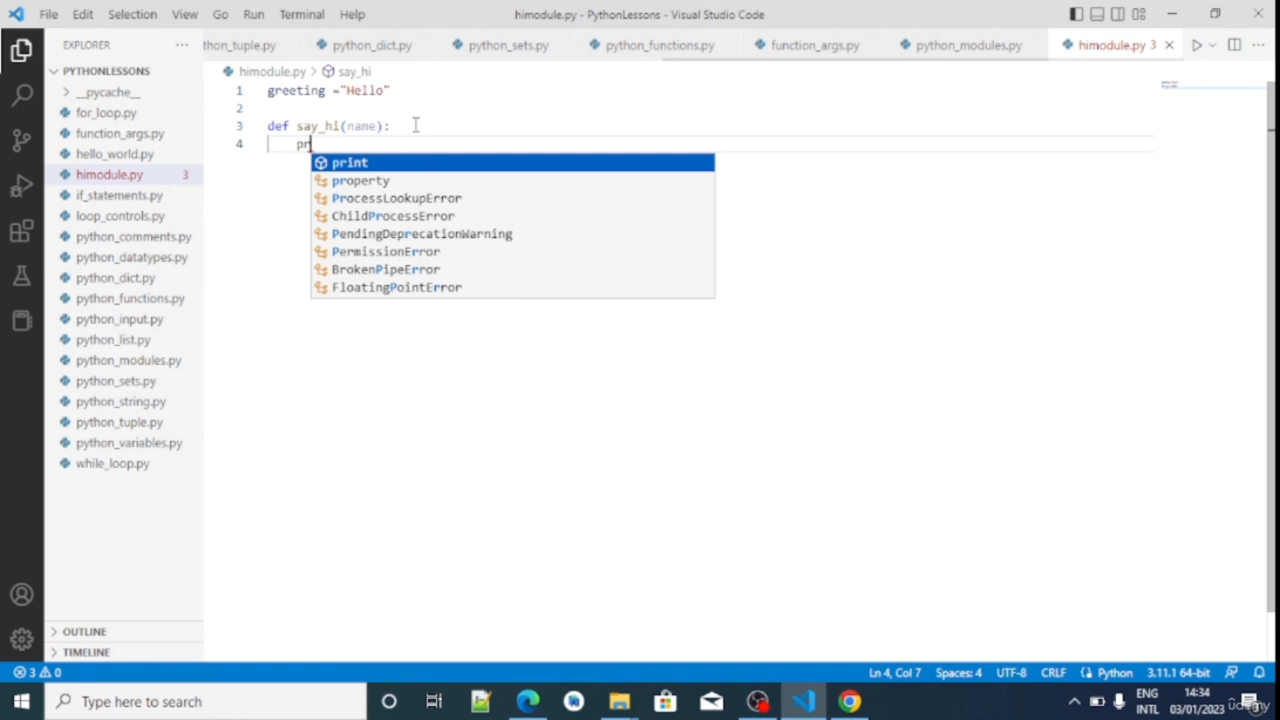 File Edit Selection View Go Run Terminal Help
himodule.py - PythonLessons - Visual Studio Code
EXPLORER
thon_tuple.py
python_dict.py
python_sets.py
python_functions.py
function_args.py
python_modules.py
himodule.py 3
PYTHONLESSONS
__pycache__
for_loop.py
function_args.py
hello_world.py
himodule.py 3
if_statements.py
loop_controls.py
python_comments.py
python_datatypes.py
python_dict.py
python_functions.py
python_input.py
python_list.py
python_modules.py
python_sets.py
python_string.py
python_tuple.py
python_variables.py
while_loop.py
OUTLINE
TIMELINE
himodule.py > say_hi
1 greeting ="Hello"
2
3 def say_hi(name):
4 pr
print
property
ProcessLookupError
ChildProcessError
PendingDeprecationWarning
PermissionError
BrokenPipeError
FloatingPointError
3 0
Ln 4, Col 7 Spaces: 4 UTF-8 CRLF Python 3.11.1 64-bit
Type here to search
ENG
INTL
14:34
03/01/2023
udemy